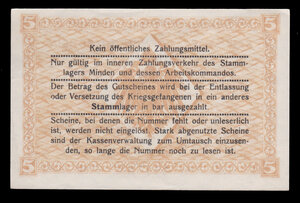 Kein öffentliches Zahlungsmittel.
Nur gültig im inneren Zahlungsverkehr des Stamm-
lagers Minden und dessen Arbeitskommandos.
Der Betrag des Gutscheines wird bei der Entlassung
oder Versetzung des Kriegsgefangenen in ein anderes
Stammlager in bar ausgezahlt.
Scheine, bei denen die Nummer fehlt oder unleserlich
ist, werden nicht eingelöst. Stark abgenutzte Scheine
sind der Kassenverwaltung zum Umtausch einzusen-
den, so lange die Nummer noch zu lesen ist.
5 5